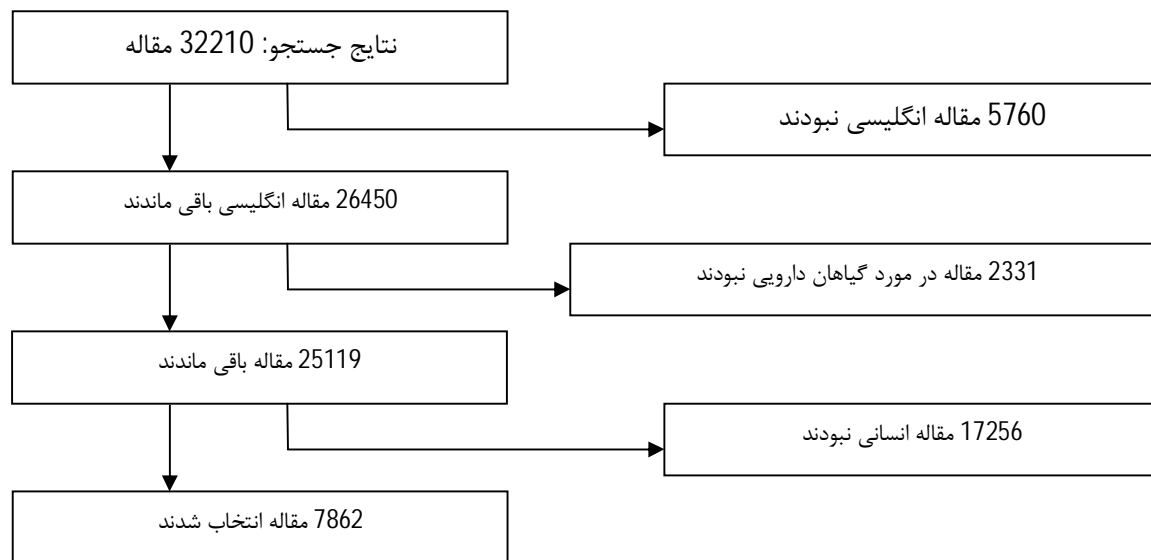 نتایج جستجو: 32210 مقاله
5760 مقاله انگلیسی نبودند
26450 مقاله انگلیسی باقی ماندند
2331 مقاله در مورد گیاهان دارویی نبودند
25119 مقاله باقی ماندند
17256 مقاله انسانی نبودند
7862 مقاله انتخاب شدند